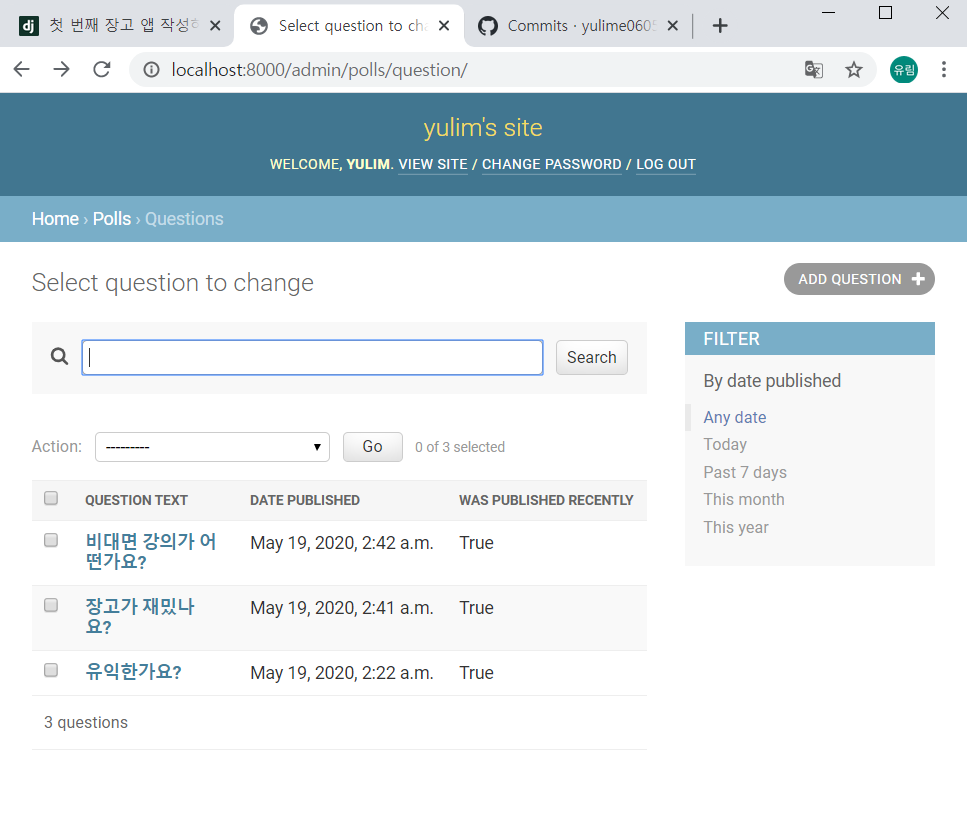 첫 번째 장고 앱 작성하
Select question to cha
Commits · yulime0605
localhost:8000/admin/polls/question/
유림
yulim's site
WELCOME, YULIM. VIEW SITE / CHANGE PASSWORD / LOG OUT
Home › Polls › Questions
Select question to change
ADD QUESTION
Search
Action: --------- Go 0 of 3 selected
QUESTION TEXT DATE PUBLISHED WAS PUBLISHED RECENTLY
비대면 강의가 어
떤가요?
May 19, 2020, 2:42 a.m. True
장고가 재밌나
요?
May 19, 2020, 2:41 a.m. True
유익한가요? May 19, 2020, 2:22 a.m. True
3 questions
FILTER
By date published
Any date
Today
Past 7 days
This month
This year